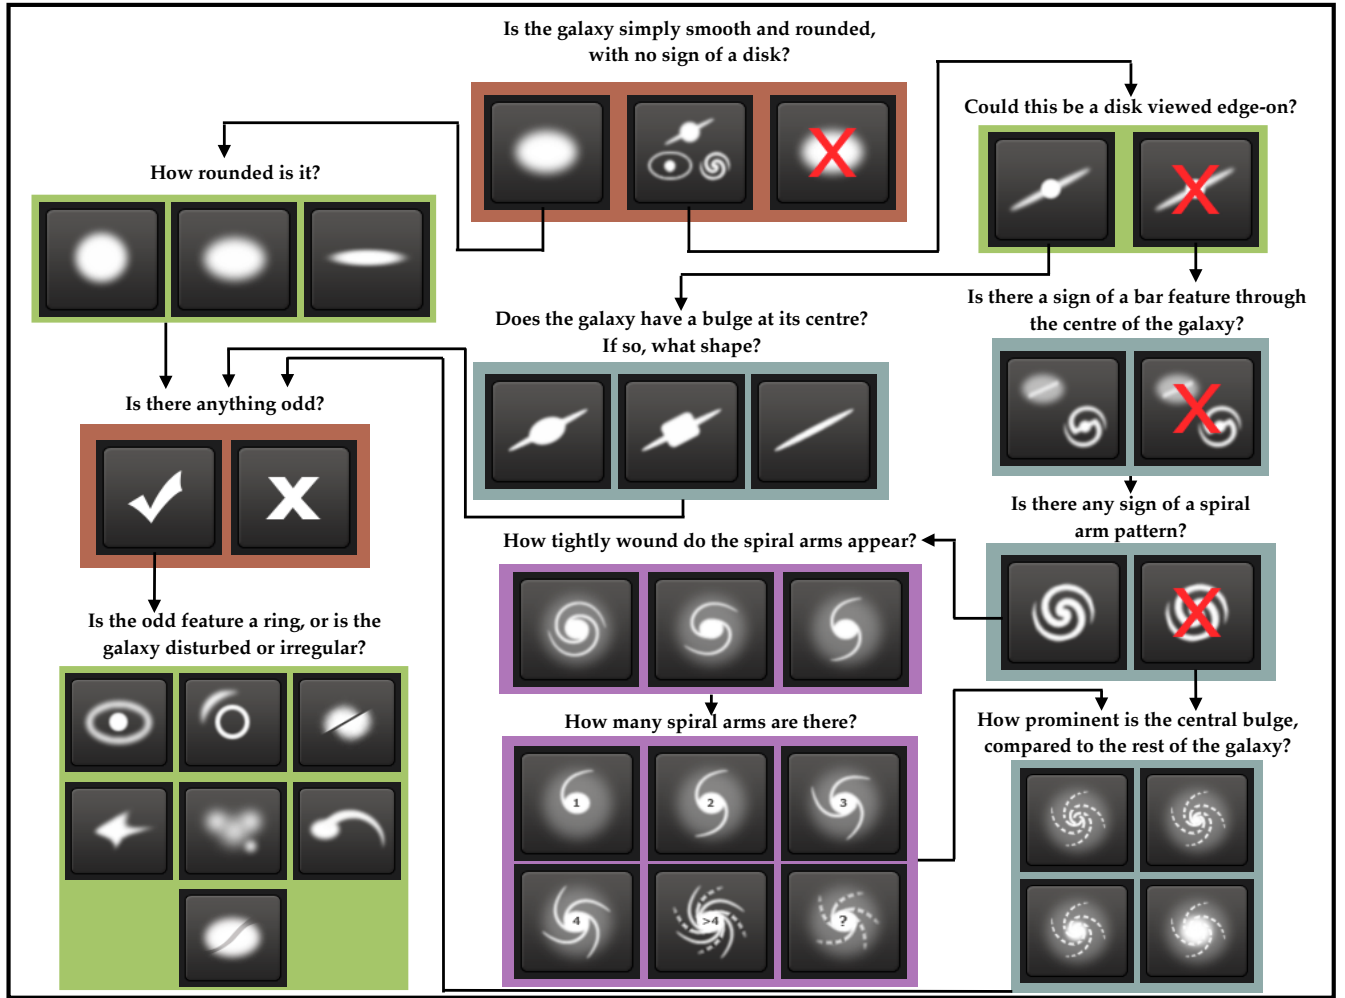 Is the galaxy simply smooth and rounded,
with no sign of a disk?
Could this be a disk viewed edge-on?
How rounded is it?
Is there a sign of a bar feature through
the centre of the galaxy?
Does the galaxy have a bulge at its centre?
If so, what shape?
Is there anything odd?
Is there any sign of a spiral
arm pattern?
How tightly wound do the spiral arms appear?
Is the odd feature a ring, or is the
galaxy disturbed or irregular?
How many spiral arms are there?
How prominent is the central bulge,
compared to the rest of the galaxy?
1
2
3
4
>4
?